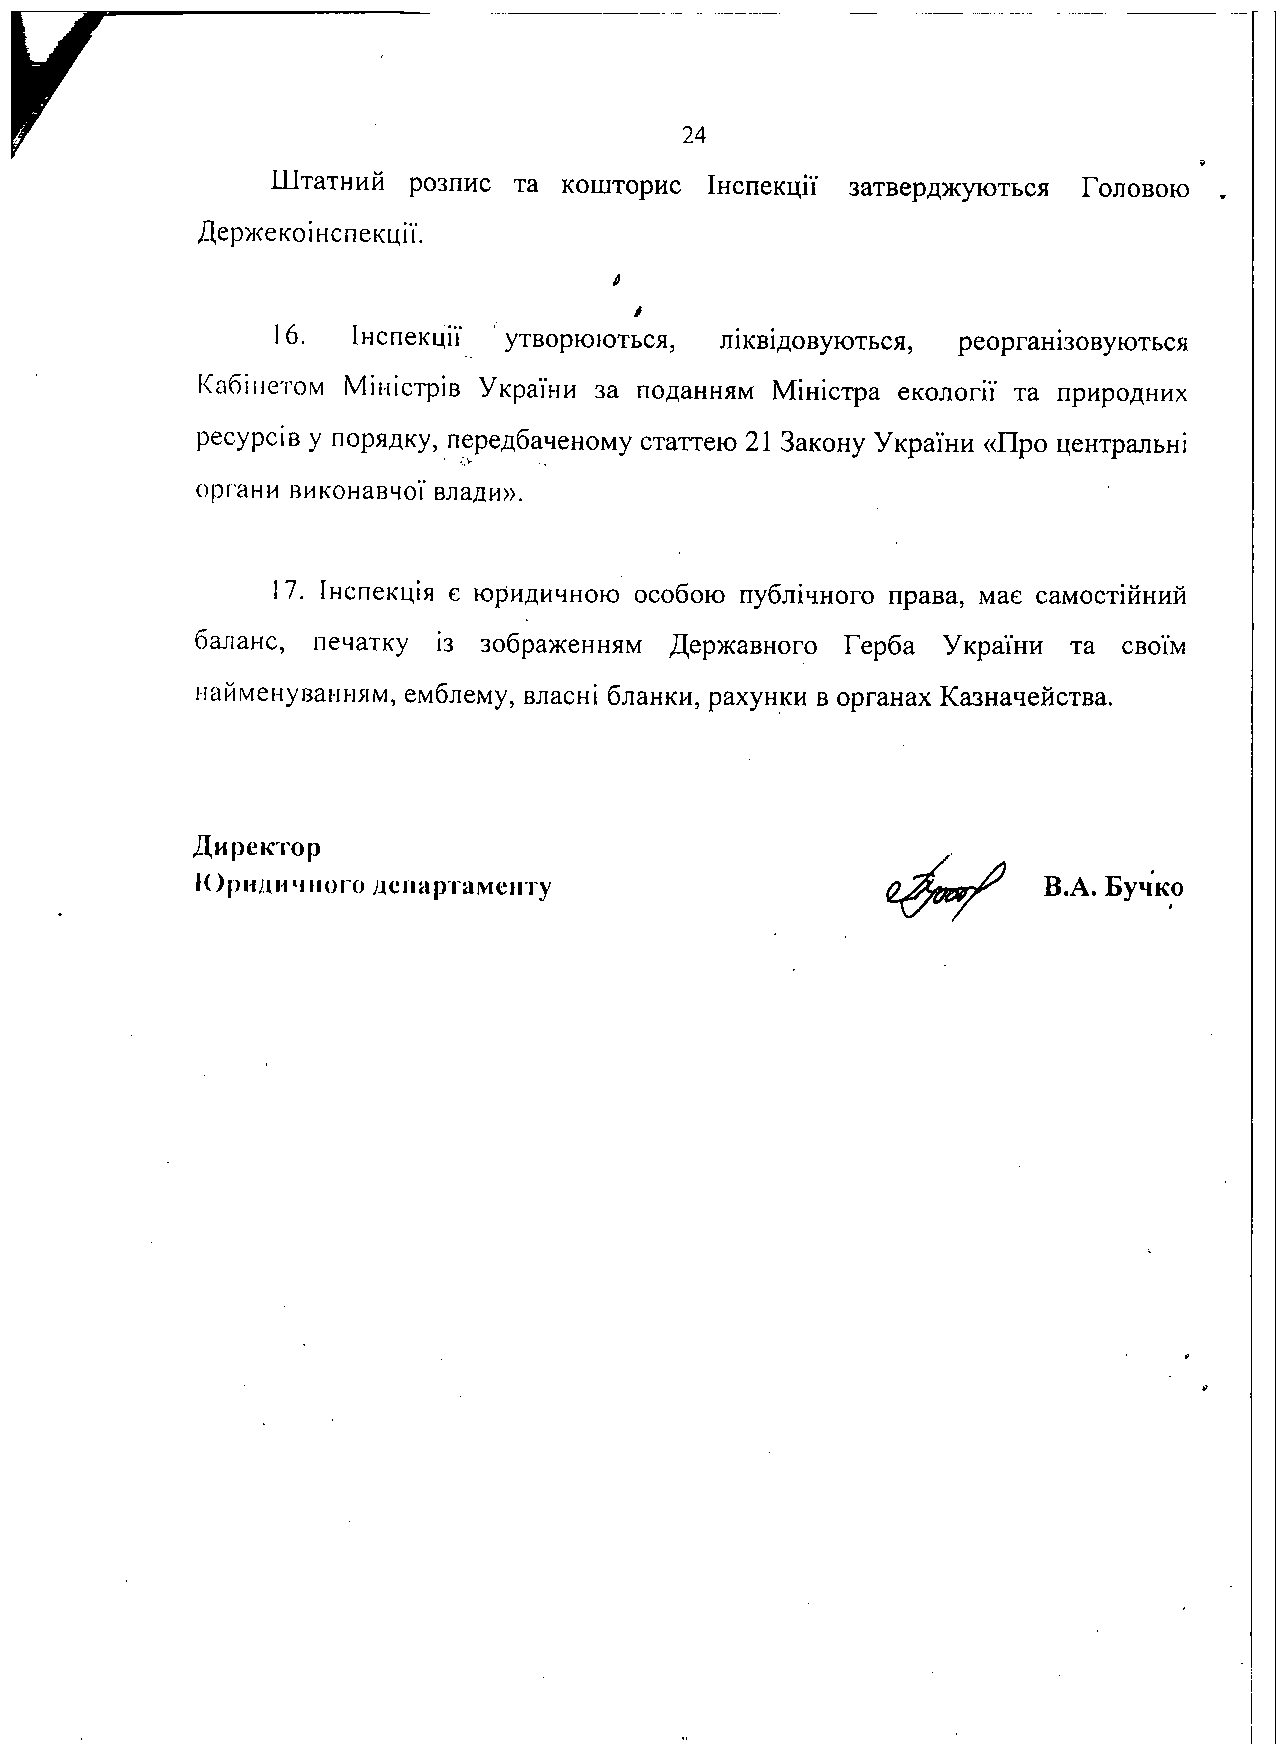 24
Штатний розпис та кошторис Інспекції затверджуються Головою
Держекоінспекції.
16. Інспекції утворюються, ліквідовуються, реорганізовуються
Кабінетом Міністрів України за поданням Міністра екології та природних
ресурсів у порядку, передбаченому статтею 21 Закону України «Про центральні
органи виконавчої влади».
17. Інспекція є юридичною особою публічного права, має самостійний
баланс, печатку із зображенням Державного Герба України та своїм
найменуванням, емблему, власні бланки, рахунки в органах Казначейства.
Директор
Юридичного департаменту В.А. Бучко